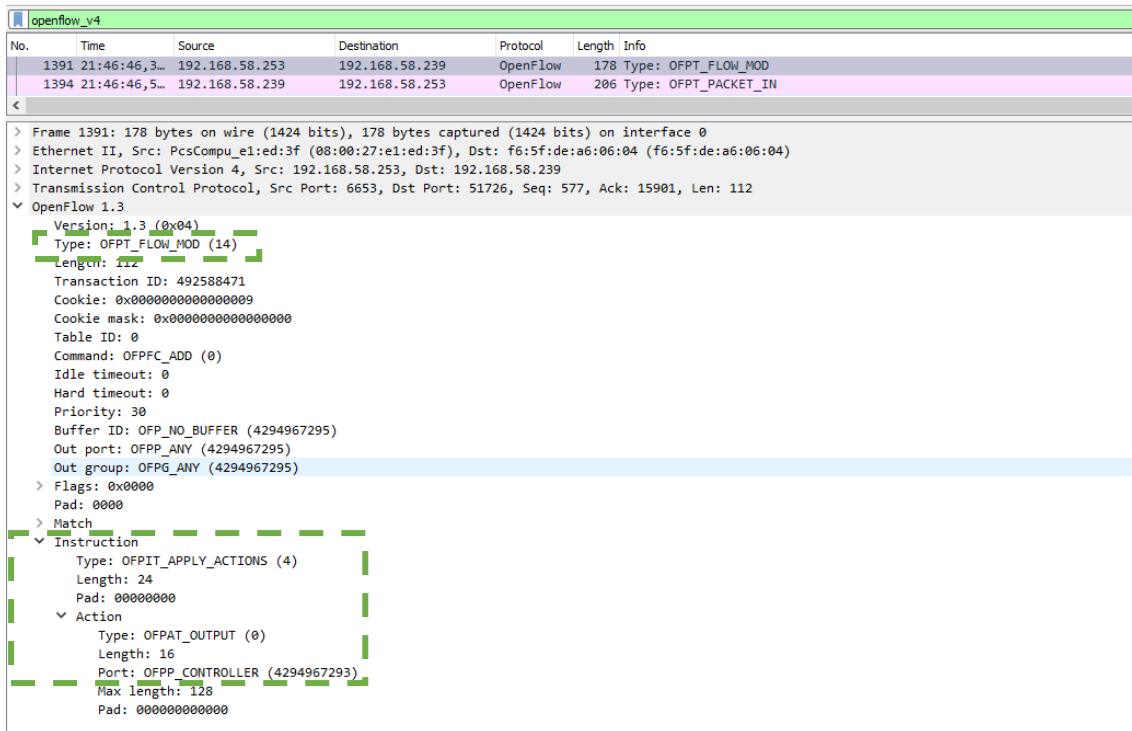 openflow_v4
No. Time Source Destination Protocol Length Info
1391 21:46:46,3… 192.168.58.253 192.168.58.239 OpenFlow 178 Type: OFPT_FLOW_MOD
1394 21:46:46,5… 192.168.58.239 192.168.58.253 OpenFlow 206 Type: OFPT_PACKET_IN
Frame 1391: 178 bytes on wire (1424 bits), 178 bytes captured (1424 bits) on interface 0
Ethernet II, Src: PcsCompu_e1:ed:3f (08:00:27:e1:ed:3f), Dst: f6:5f:de:a6:06:04 (f6:5f:de:a6:06:04)
Internet Protocol Version 4, Src: 192.168.58.253, Dst: 192.168.58.239
Transmission Control Protocol, Src Port: 6653, Dst Port: 51726, Seq: 577, Ack: 15901, Len: 112
OpenFlow 1.3
Version: 1.3 (0x04)
Type: OFPT_FLOW_MOD (14)
Length: 112
Transaction ID: 492588471
Cookie: 0x0000000000000009
Cookie mask: 0x0000000000000000
Table ID: 0
Command: OFPFC_ADD (0)
Idle timeout: 0
Hard timeout: 0
Priority: 30
Buffer ID: OFP_NO_BUFFER (4294967295)
Out port: OFPP_ANY (4294967295)
Out group: OFPG_ANY (4294967295)
Flags: 0x0000
Pad: 0000
Match
Instruction
Type: OFPIT_APPLY_ACTIONS (4)
Length: 24
Pad: 00000000
Action
Type: OFPAT_OUTPUT (0)
Length: 16
Port: OFPP_CONTROLLER (4294967293)
Max length: 128
Pad: 000000000000